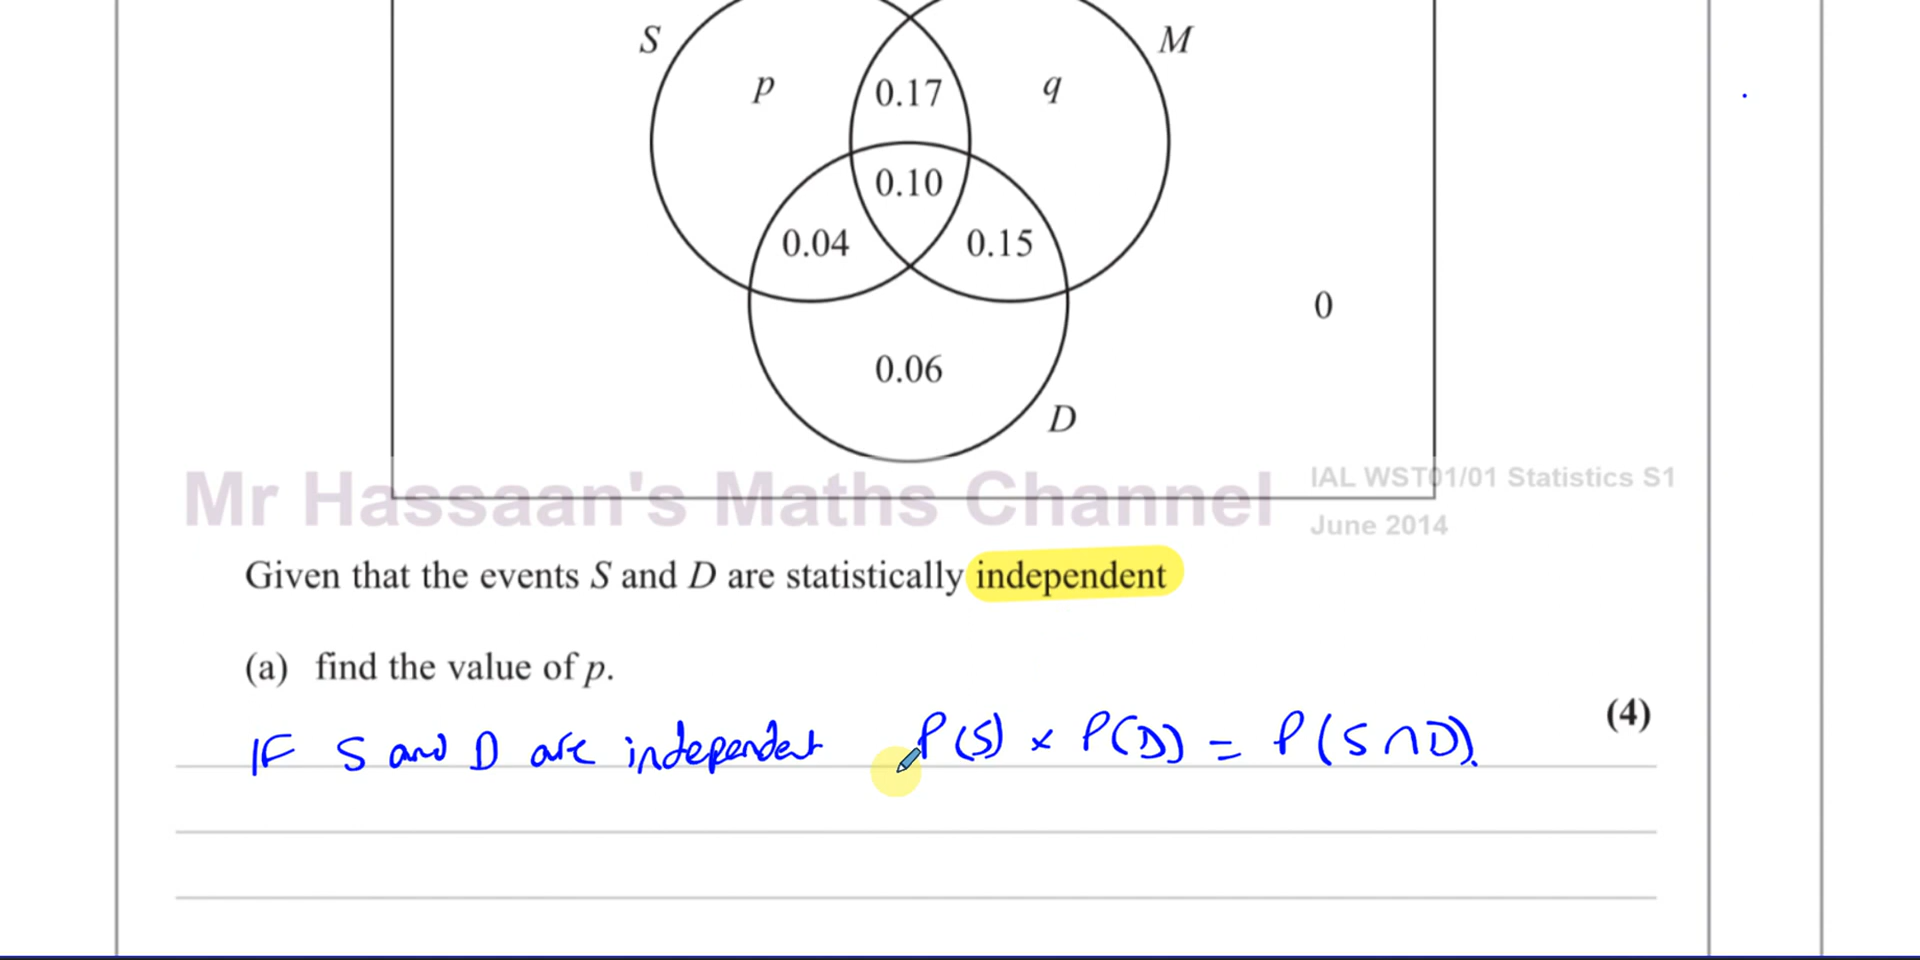 S
M
p
0.17
q
0.10
0.04
0.15
0
0.06
D
Mr Hassaan's Maths Channel
IAL WST01/01 Statistics S1
June 2014
Given that the events S and D are statistically independent
(a) find the value of p.
(4)
IF S and D are independent P(S) × P(D) = P(S∩D).